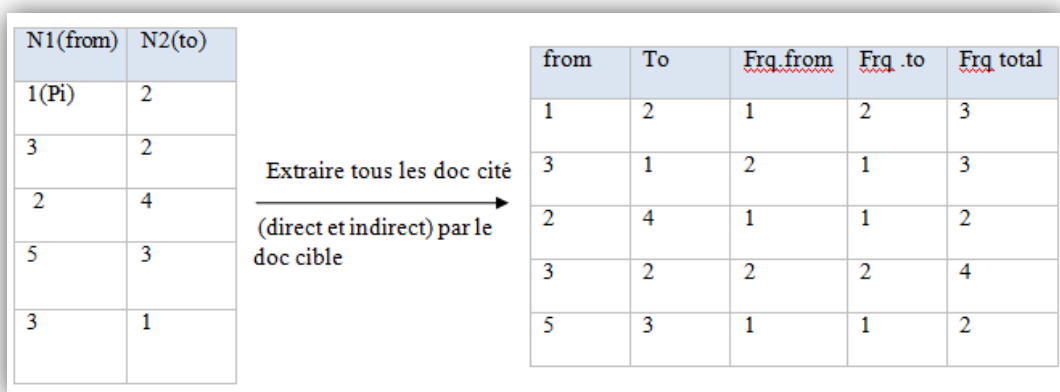 N1(from) N2(to)
1(Pi) 2
3 2
2 4
5 3
3 1
Extraire tous les doc cité
(direct et indirect) par le
doc cible
from To Frq.from Frq .to Frq total
1 2 1 2 3
3 1 2 1 3
2 4 1 1 2
3 2 2 2 4
5 3 1 1 2